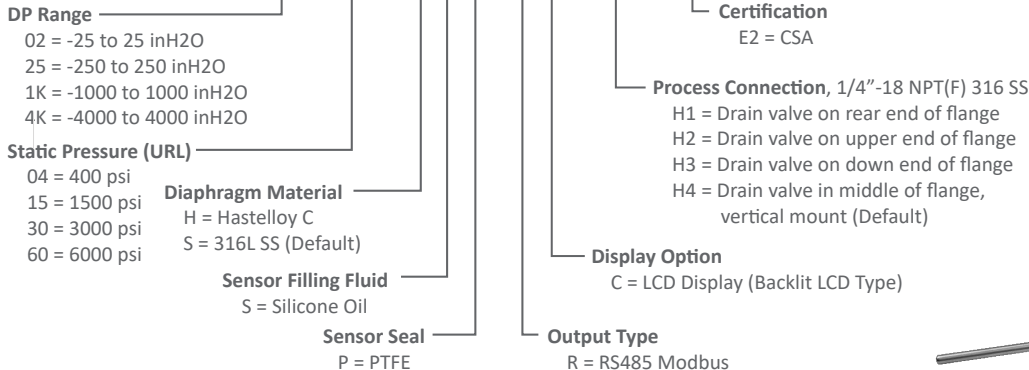 DP Range
02 = -25 to 25 inH2O
25 = -250 to 250 inH2O
1K = -1000 to 1000 inH2O
4K = -4000 to 4000 inH2O
Static Pressure (URL)
04 = 400 psi
15 = 1500 psi
30 = 3000 psi
60 = 6000 psi
Diaphragm Material
H = Hastelloy C
S = 316L SS (Default)
Sensor Filling Fluid
S = Silicone Oil
Sensor Seal
P = PTFE
Certification
E2 = CSA
Process Connection, 1/4”-18 NPT(F) 316 SS
H1 = Drain valve on rear end of flange
H2 = Drain valve on upper end of flange
H3 = Drain valve on down end of flange
H4 = Drain valve in middle of flange,
vertical mount (Default)
Display Option
C = LCD Display (Backlit LCD Type)
Output Type
R = RS485 Modbus